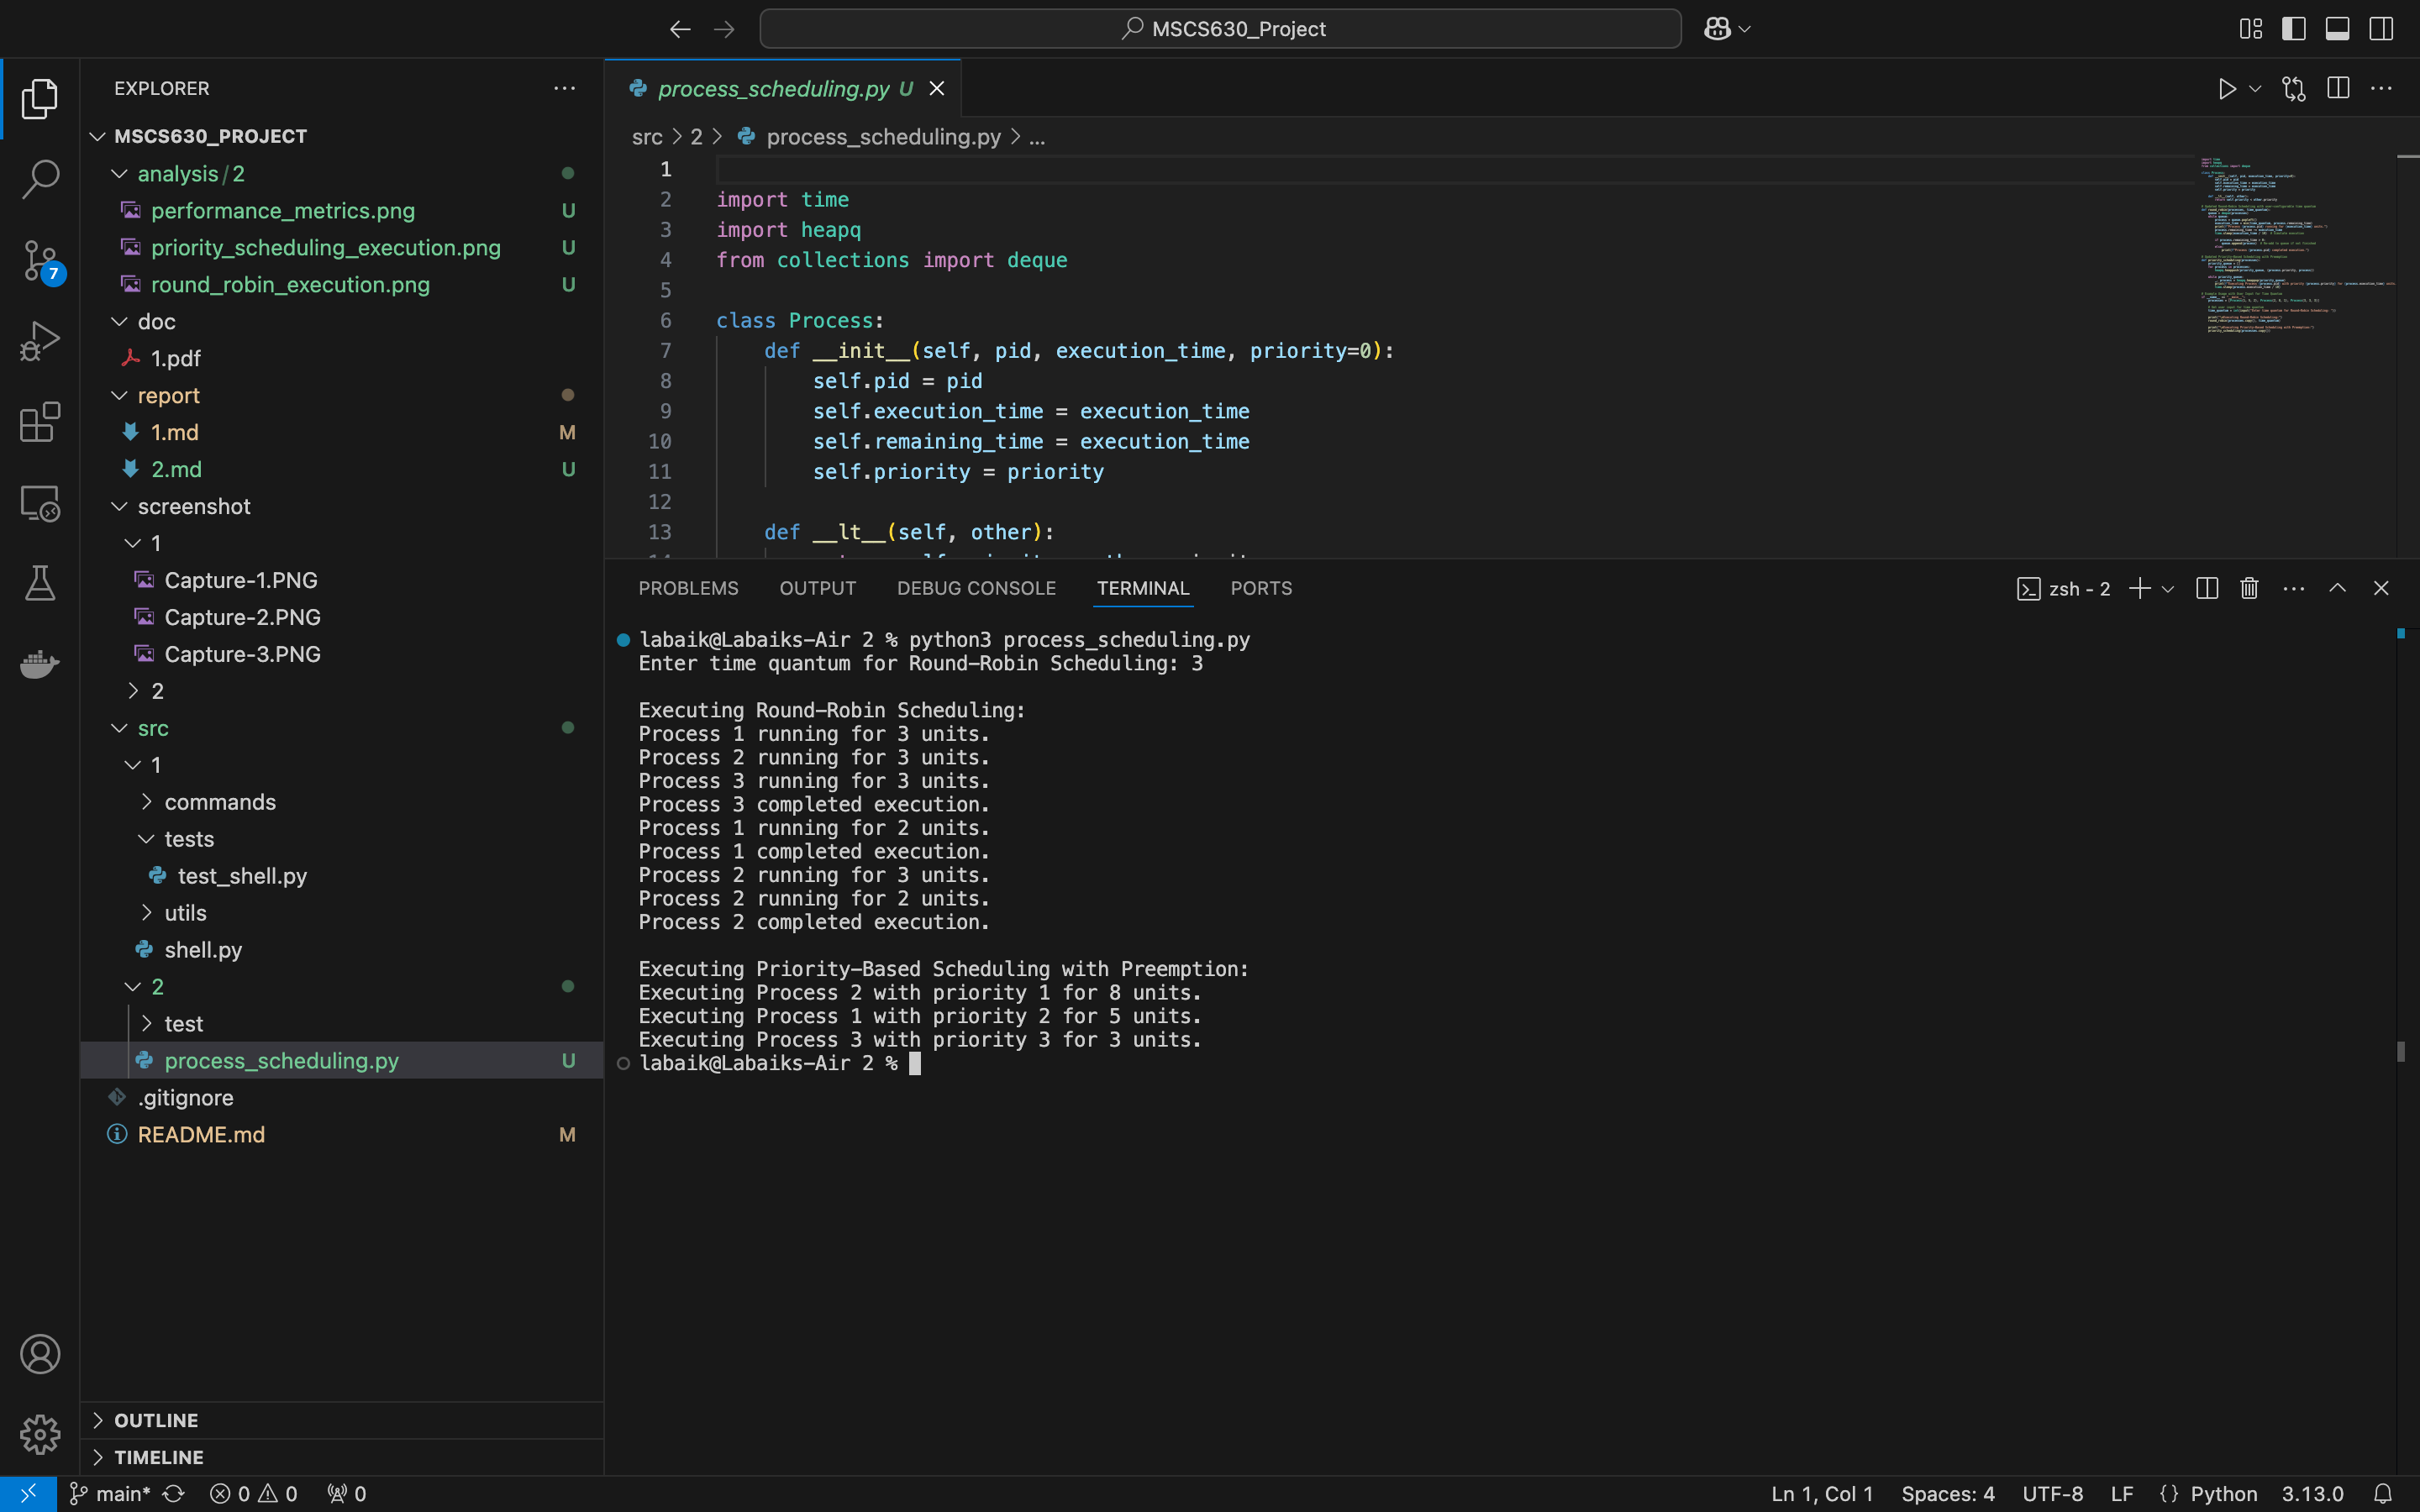 MSCS630_Project
EXPLORER
MSCS630_PROJECT
analysis/2
performance_metrics.png U
priority_scheduling_execution.png U
round_robin_execution.png U
doc
1.pdf
report
1.md M
2.md U
screenshot
1
Capture-1.PNG
Capture-2.PNG
Capture-3.PNG
2
src
1
commands
tests
test_shell.py
utils
shell.py
2
test
process_scheduling.py U
.gitignore
README.md M
OUTLINE
TIMELINE
7
process_scheduling.py U
src > 2 > process_scheduling.py > ...
1
2 import time
3 import heapq
4 from collections import deque
5
6 class Process:
7 def __init__(self, pid, execution_time, priority=0):
8 self.pid = pid
9 self.execution_time = execution_time
10 self.remaining_time = execution_time
11 self.priority = priority
12
13 def __lt__(self, other):
PROBLEMS OUTPUT DEBUG CONSOLE TERMINAL PORTS
zsh - 2
labaik@Labaiks-Air 2 % python3 process_scheduling.py
Enter time quantum for Round-Robin Scheduling: 3
Executing Round-Robin Scheduling:
Process 1 running for 3 units.
Process 2 running for 3 units.
Process 3 running for 3 units.
Process 3 completed execution.
Process 1 running for 2 units.
Process 1 completed execution.
Process 2 running for 3 units.
Process 2 running for 2 units.
Process 2 completed execution.
Executing Priority-Based Scheduling with Preemption:
Executing Process 2 with priority 1 for 8 units.
Executing Process 1 with priority 2 for 5 units.
Executing Process 3 with priority 3 for 3 units.
labaik@Labaiks-Air 2 %
main* 0 0 0 Ln 1, Col 1 Spaces: 4 UTF-8 LF {} Python 3.13.0